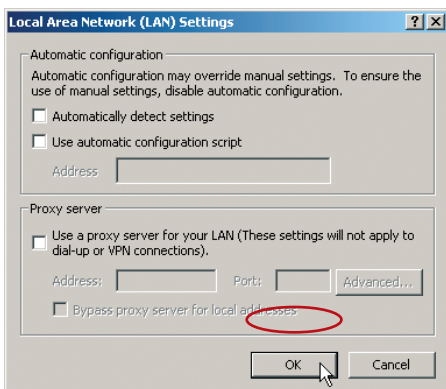 Local Area Network (LAN) Settings
Automatic configuration
Automatic configuration may override manual settings. To ensure the
use of manual settings, disable automatic configuration.
Automatically detect settings
Use automatic configuration script
Address
Proxy server
Use a proxy server for your LAN (These settings will not apply to
dial-up or VPN connections).
Address: Port: Advanced...
Bypass proxy server for local addresses
OK Cancel